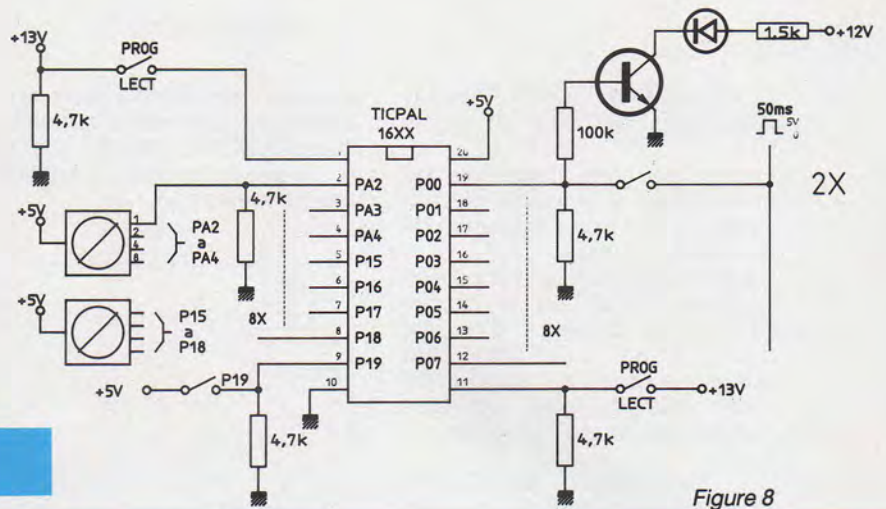 +13V
PROG
LECT
4,7k
+5V
1
2
4
8
PA2
a
PA4
+5V
P15
a
P18
+5V
P19
4,7k
4,7k
8X
TICPAL
16XX
1
20
2 PA2 P00 19
3 PA3 P01 18
4 PA4 P02 17
5 P15 P03 16
6 P16 P04 15
7 P17 P05 14
8 P18 P06 13
9 P19 P07 12
10
11
+5V
100k
4,7k
8X
1.5k
+12V
50ms
5V
2X
PROG
LECT
+13V
4,7k
Figure 8